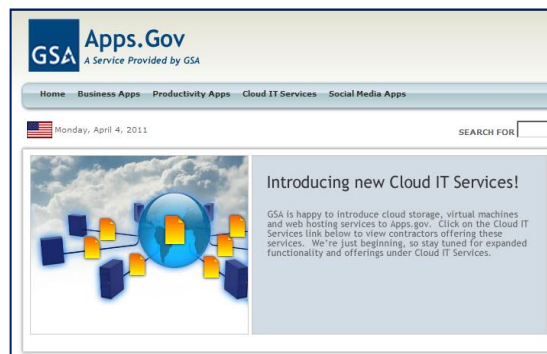 GSA
Apps.Gov
A Service Provided by GSA
Home Business Apps Productivity Apps Cloud IT Services Social Media Apps
Monday, April 4, 2011
SEARCH FOR
Introducing new Cloud IT Services!
GSA is happy to introduce cloud storage, virtual machines
and web hosting services to Apps.gov. Click on the Cloud IT
Services link below to view contractors offering these
services. We're just beginning, so stay tuned for expanded
functionality and offerings under Cloud IT Services.